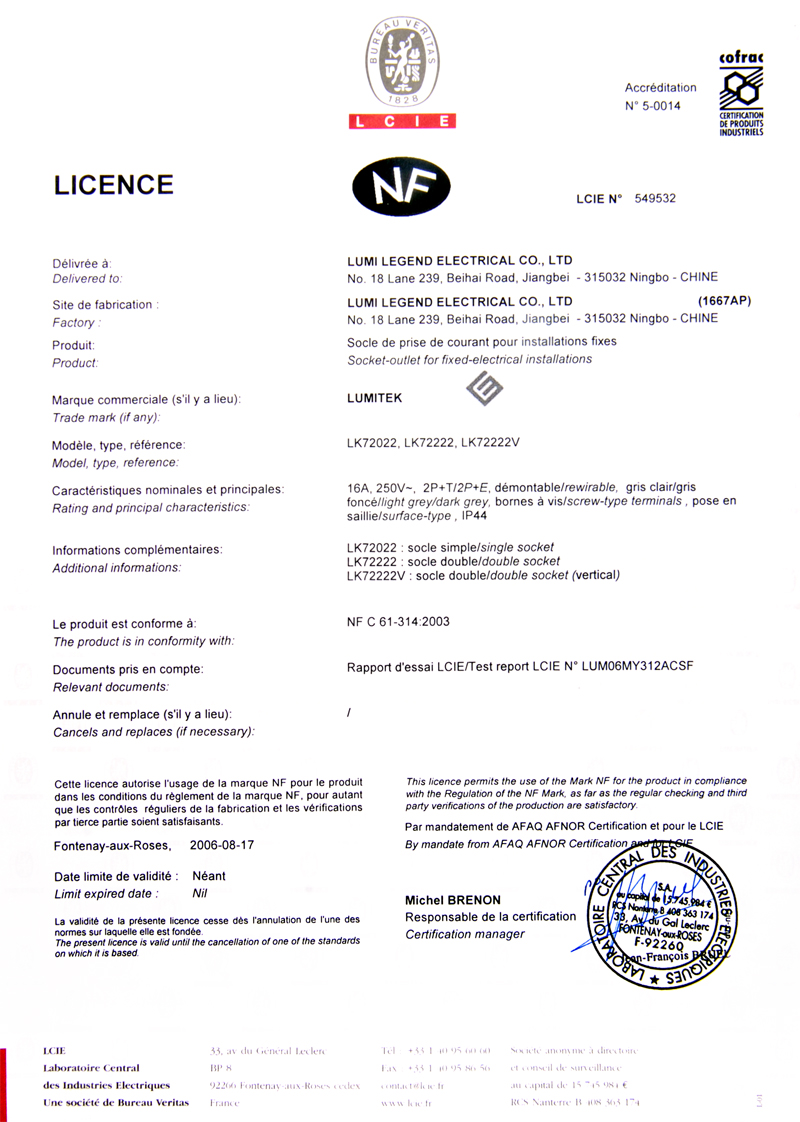 BUREAU VERITAS
1828
LCIE
cofrac
Accréditation
N° 5-0014
CERTIFICATION
DE PRODUITS
INDUSTRIELS
LICENCE
NF
LCIE N° 549532
Délivrée à:
Delivered to:
LUMI LEGEND ELECTRICAL CO., LTD
No. 18 Lane 239, Beihai Road, Jiangbei - 315032 Ningbo - CHINE
Site de fabrication :
Factory :
LUMI LEGEND ELECTRICAL CO., LTD (1667AP)
No. 18 Lane 239, Beihai Road, Jiangbei - 315032 Ningbo - CHINE
Produit:
Product:
Socle de prise de courant pour installations fixes
Socket-outlet for fixed-electrical installations
Marque commerciale (s'il y a lieu):
Trade mark (if any):
LUMITEK
Modèle, type, référence:
Model, type, reference:
LK72022, LK72222, LK72222V
Caractéristiques nominales et principales:
Rating and principal characteristics:
16A, 250V~, 2P+T/2P+E, démontable/rewirable, gris clair/gris
foncé/light grey/dark grey, bornes à vis/screw-type terminals , pose en
saillie/surface-type , IP44
Informations complémentaires:
Additional informations:
LK72022 : socle simple/single socket
LK72222 : socle double/double socket
LK72222V : socle double/double socket (vertical)
Le produit est conforme à:
The product is in conformity with:
NF C 61-314:2003
Documents pris en compte:
Relevant documents:
Rapport d'essai LCIE/Test report LCIE N° LUM06MY312ACSF
Annule et remplace (s'il y a lieu):
Cancels and replaces (if necessary):
/
Cette licence autorise l'usage de la marque NF pour le produit
dans les conditions du règlement de la marque NF, pour autant
que les contrôles réguliers de la fabrication et les vérifications
par tierce partie soient satisfaisants.
Fontenay-aux-Roses, 2006-08-17
Date limite de validité : Néant
Limit expired date : Nil
La validité de la présente licence cesse dès l'annulation de l'une des
normes sur laquelle elle est fondée.
The present licence is valid until the cancellation of one of the standards
on which it is based.
This licence permits the use of the Mark NF for the product in compliance
with the Regulation of the NF Mark, as far as the regular checking and third
party verifications of the production are satisfactory.
Par mandatement de AFAQ AFNOR Certification et pour le LCIE
By mandate from AFAQ AFNOR Certification and for LCIE
Michel BRENON
Responsable de la certification
Certification manager
LABORATOIRE CENTRAL DES INDUSTRIES ELECTRIQUES
S.A.
au capital de 15.745.984 €
RCS Nanterre B 408 363 174
33, Av. du Gal Leclerc
FONTENAY-aux-ROSES
F-92260
Jean-François
LCIE
Laboratoire Central
des Industries Electriques
Une société de Bureau Veritas
33, av du Général Leclerc
BP 8
92266 Fontenay-aux-Roses cedex
France
Tél : +33 1 40 95 60 60
Fax : +33 1 40 95 86 56
contact@lcie.fr
www.lcie.fr
Société anonyme à directoire
et conseil de surveillance
au capital de 15 745 984 €
RCS Nanterre B 408 363 174